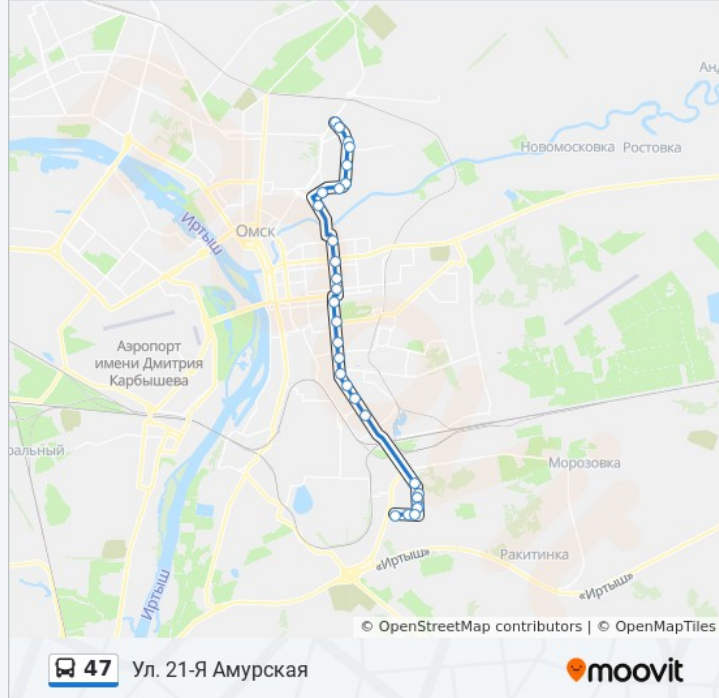 Анд
Новомосковка Ростовка
Иртыш
Омск
Аэропорт
имени Дмитрия
Карбышева
ральный
Морозовка
Ракитинка
«Иртыш»
«Иртыш»
Иртыш
© OpenStreetMap contributors | © OpenMapTiles
47 Ул. 21-Я Амурская
moovit